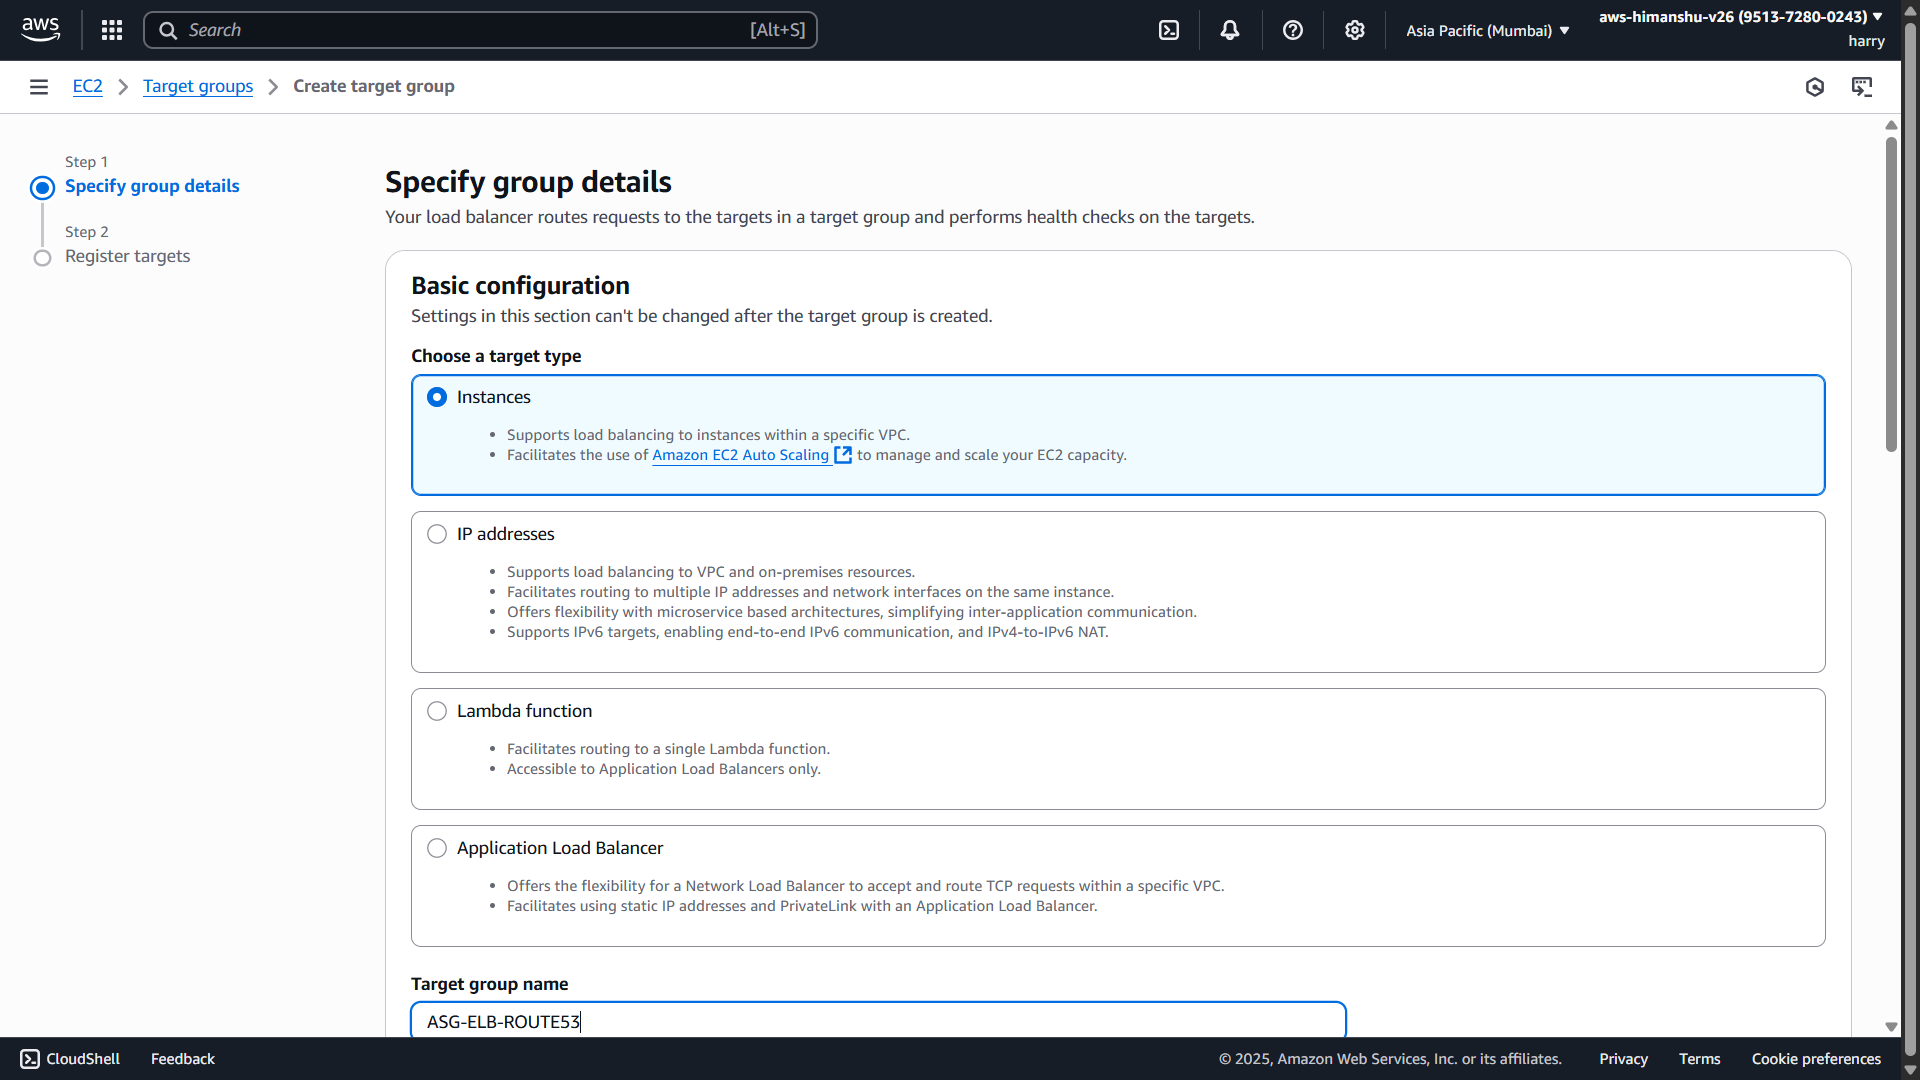 aws
Search
[Alt+S]
Asia Pacific (Mumbai)
aws-himanshu-v26 (9513-7280-0243)
harry
EC2
Target groups
Create target group
Step 1
Specify group details
Step 2
Register targets
Specify group details
Your load balancer routes requests to the targets in a target group and performs health checks on the targets.
Basic configuration
Settings in this section can't be changed after the target group is created.
Choose a target type
Instances
• Supports load balancing to instances within a specific VPC.
• Facilitates the use of Amazon EC2 Auto Scaling to manage and scale your EC2 capacity.
IP addresses
• Supports load balancing to VPC and on-premises resources.
• Facilitates routing to multiple IP addresses and network interfaces on the same instance.
• Offers flexibility with microservice based architectures, simplifying inter-application communication.
• Supports IPv6 targets, enabling end-to-end IPv6 communication, and IPv4-to-IPv6 NAT.
Lambda function
• Facilitates routing to a single Lambda function.
• Accessible to Application Load Balancers only.
Application Load Balancer
• Offers the flexibility for a Network Load Balancer to accept and route TCP requests within a specific VPC.
• Facilitates using static IP addresses and PrivateLink with an Application Load Balancer.
Target group name
ASG-ELB-ROUTE53
CloudShell
Feedback
© 2025, Amazon Web Services, Inc. or its affiliates.
Privacy
Terms
Cookie preferences